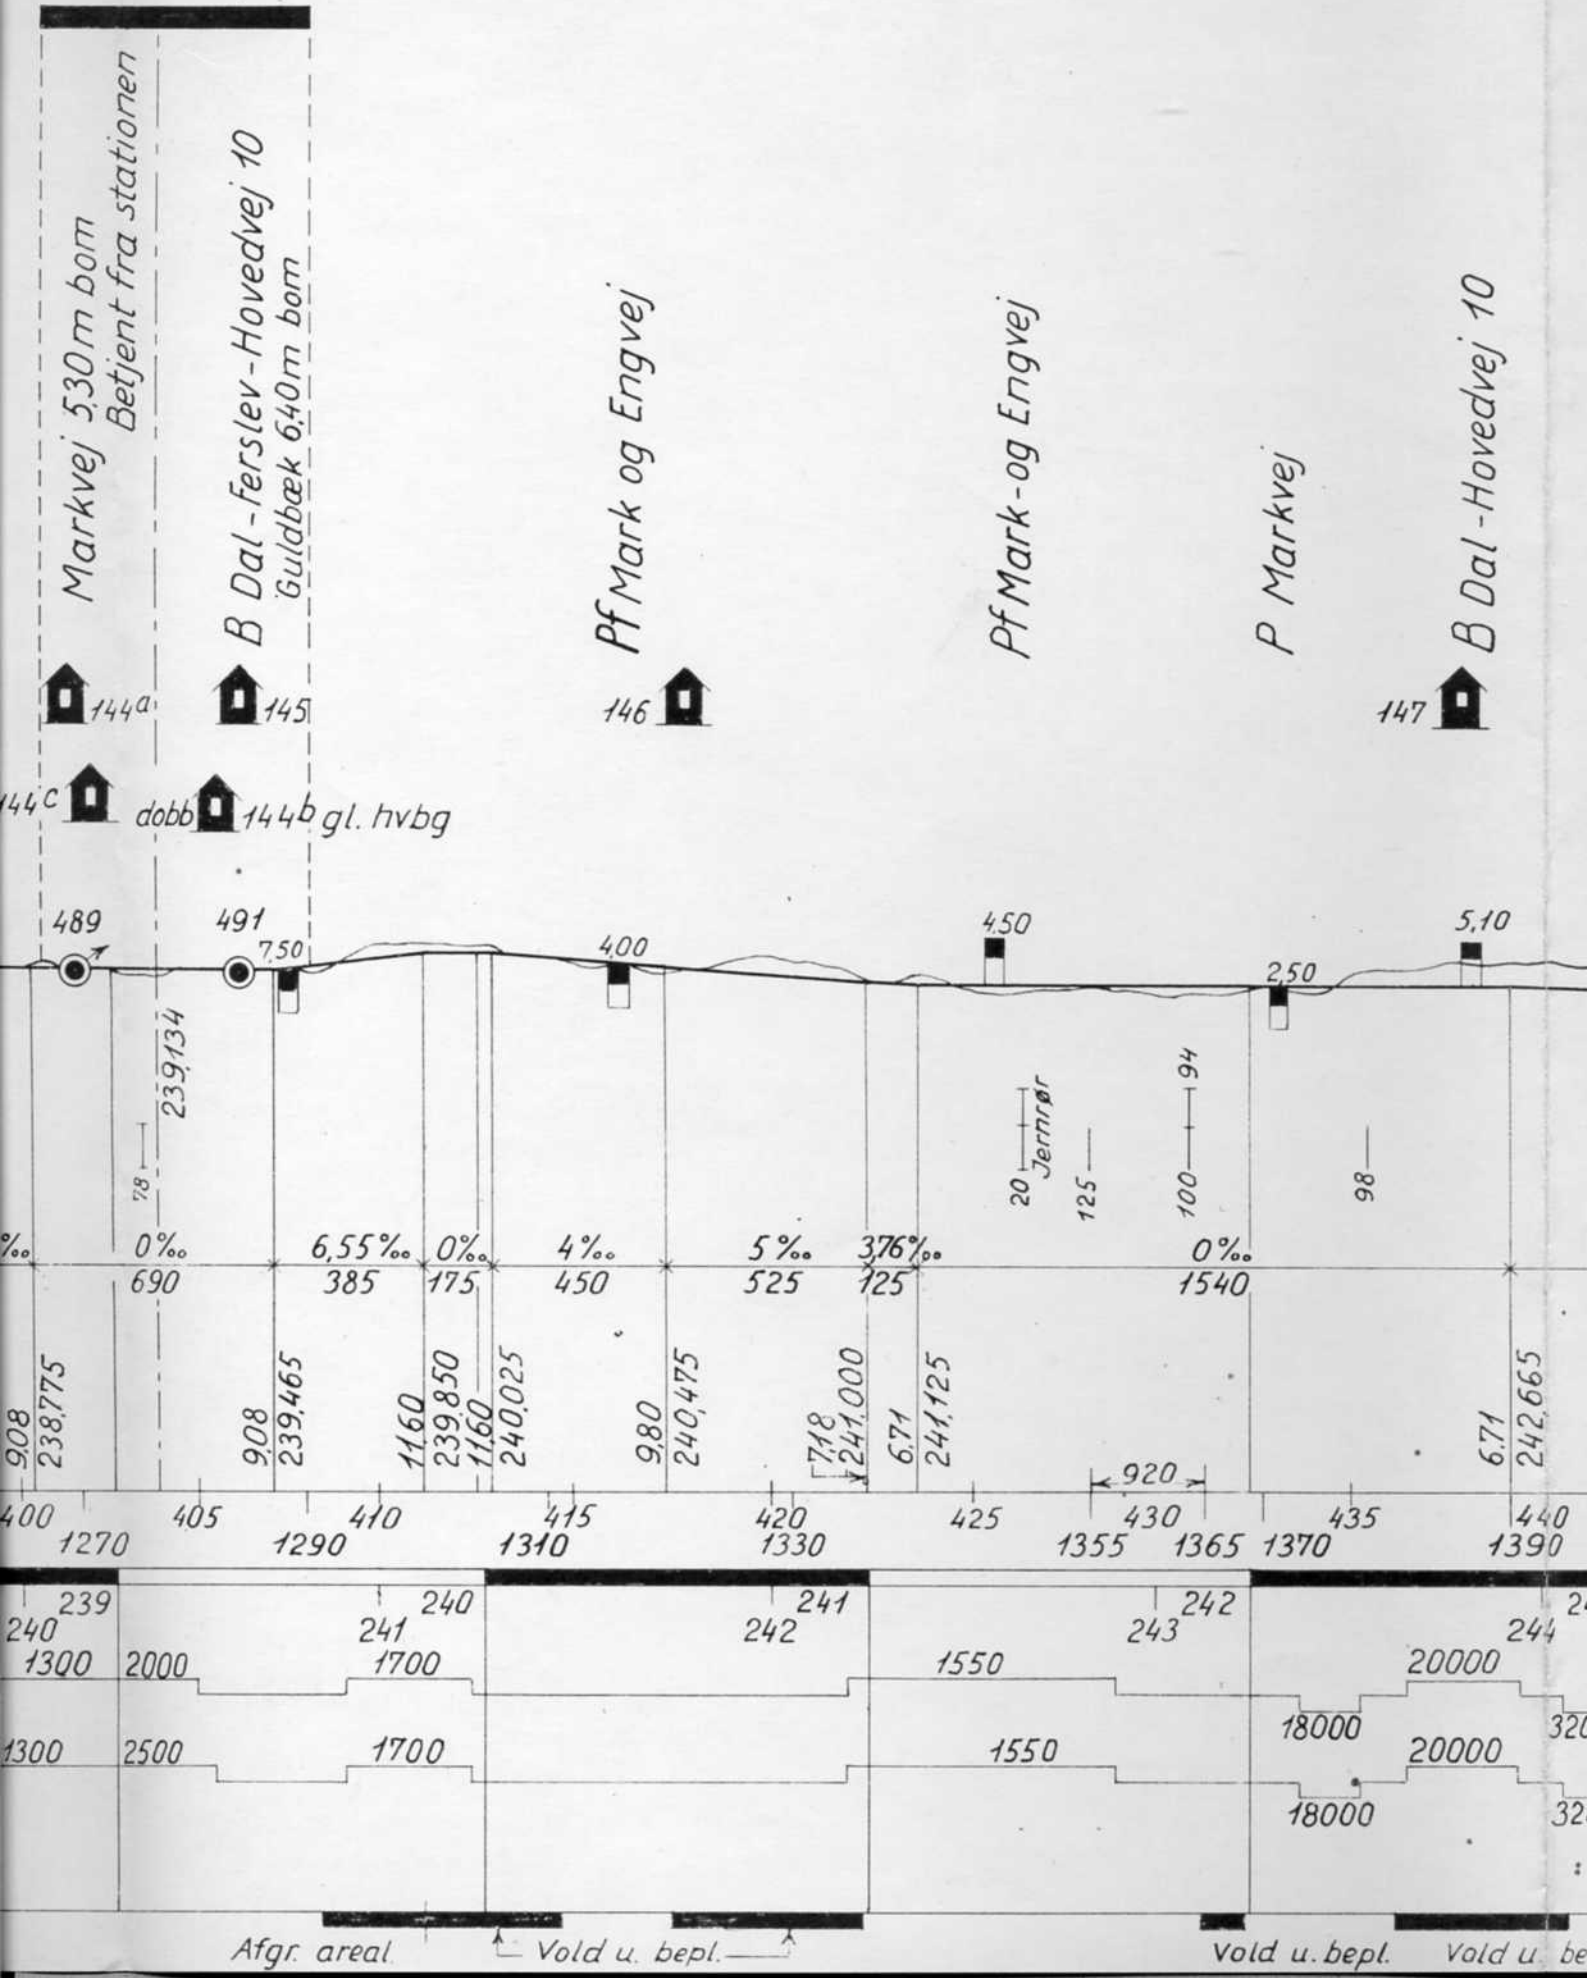 Markvej 5,30m bom
Betjent fra stationen
B Dal-Ferslev-Hovedvej 10
Guldbæk 6,40m bom
Pf Mark og Engvej
Pf Mark-og Engvej
P Markvej
B Dal-Hovedvej 10
144a 145 146 147
144c dobb 144b gl. hvbg
489 491 7,50 4,00 4,50 2,50 5,10
239,134
78 20 Jernrør 125 100 94 98
‰ 0‰ 6,55‰ 0‰ 4‰ 5‰ 3,76‰ 0‰
690 385 175 450 525 125 1540
9,08 238,775 9,08 239,465 11,60 239,850 11,60 240,025 9,80 240,475 7,18 241,000 6,71 241,125 6,71 242,665
920
400 405 410 415 420 425 430 435 440
1270 1290 1310 1330 1355 1365 1370 1390
239 240 241 242
240 241 242 243 244
1300 2000 1700 1550 20000
18000
1300 2500 1700 1550 20000
18000
Afgr. areal Vold u. bepl. Vold u. bepl. Vold u.